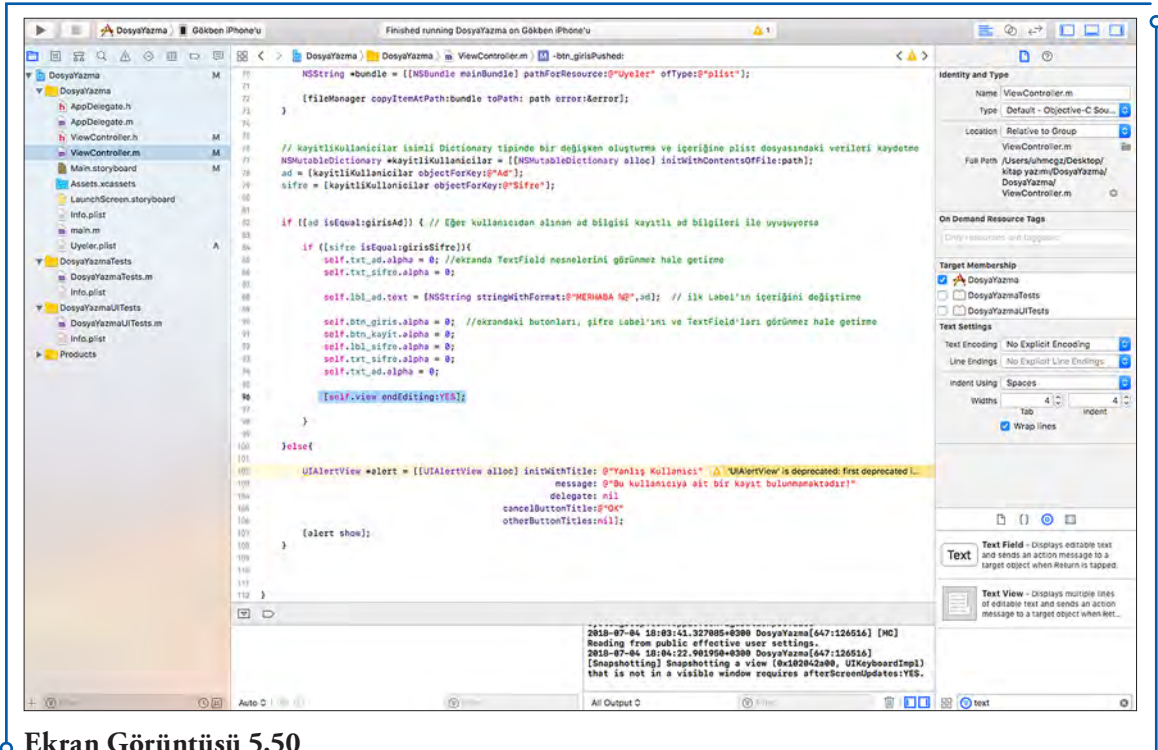 DosyaYazma
Gökben iPhone'u
Finished running DosyaYazma on Gökben iPhone'u
1
DosyaYazma
DosyaYazma
ViewController.m
-btn_girisPushed:
DosyaYazma M
DosyaYazma
AppDelegate.h
AppDelegate.m
ViewController.h M
ViewController.m M
Main.storyboard M
Assets.xcassets
LaunchScreen.storyboard
Info.plist
main.m
Uyeler.plist A
DosyaYazmaTests
DosyaYazmaTests.m
Info.plist
DosyaYazmaUITests
DosyaYazmaUITests.m
Info.plist
Products
NSString *bundle = [[NSBundle mainBundle] pathForResource:@"Uyeler" ofType:@"plist"];
[fileManager copyItemAtPath:bundle toPath: path error:&error];
}
// kayitliKullanicilar isimli Dictionary tipinde bir değişken oluşturma ve içeriğine plist dosyasındaki verileri kaydetme
NSMutableDictionary *kayitliKullanicilar = [[NSMutableDictionary alloc] initWithContentsOfFile:path];
ad = [kayitliKullanicilar objectForKey:@"Ad"];
sifre = [kayitliKullanicilar objectForKey:@"Sifre"];
if ([ad isEqual:girisAd]) { // Eğer kullanıcıdan alınan ad bilgisi kayıtlı ad bilgileri ile uyuşuyorsa
if ([sifre isEqual:girisSifre]){
self.txt_ad.alpha = 0; //ekranda TextField nesnelerini görünmez hale getirme
self.txt_sifre.alpha = 0;
self.lbl_ad.text = [NSString stringWithFormat:@"MERHABA %@",ad]; // ilk Label'ın içeriğini değiştirme
self.btn_giris.alpha = 0; //ekrandaki butonları, şifre Label'ını ve TextField'ları görünmez hale getirme
self.btn_kayit.alpha = 0;
self.lbl_sifre.alpha = 0;
self.txt_sifre.alpha = 0;
self.txt_ad.alpha = 0;
96 [self.view endEditing:YES];
}
}else{
UIAlertView *alert = [[UIAlertView alloc] initWithTitle: @"Yanlış Kullanici" 'UIAlertView' is deprecated: first deprecated i...
message: @"Bu kullanıcıya ait bir kayıt bulunmamaktadır!"
delegate: nil
cancelButtonTitle:@"OK"
otherButtonTitles:nil];
[alert show];
}
112 }
2018-07-04 18:03:41.327085+0300 DosyaYazma[647:126516] [MC]
Reading from public effective user settings.
2018-07-04 18:04:22.901950+0300 DosyaYazma[647:126516]
[Snapshotting] Snapshotting a view (0x102042a00, UIKeyboardImpl)
that is not in a visible window requires afterScreenUpdates:YES.
Auto
Filter
All Output
Filter
Identity and Type
Name ViewController.m
Type Default - Objective-C Sou...
Location Relative to Group
ViewController.m
Full Path /Users/uhmcgz/Desktop/
kitap yazımı/DosyaYazma/
DosyaYazma/
ViewController.m
On Demand Resource Tags
Only resources are taggable
Target Membership
DosyaYazma
DosyaYazmaTests
DosyaYazmaUITests
Text Settings
Text Encoding No Explicit Encoding
Line Endings No Explicit Line Endings
Indent Using Spaces
Widths 4 4
Tab Indent
Wrap lines
Text
Text Field - Displays editable text
and sends an action message to a
target object when Return is tapped.
Text View - Displays multiple lines
of editable text and sends an action
message to a target object when Ret...
text
Ekran Görüntüsü 5.50